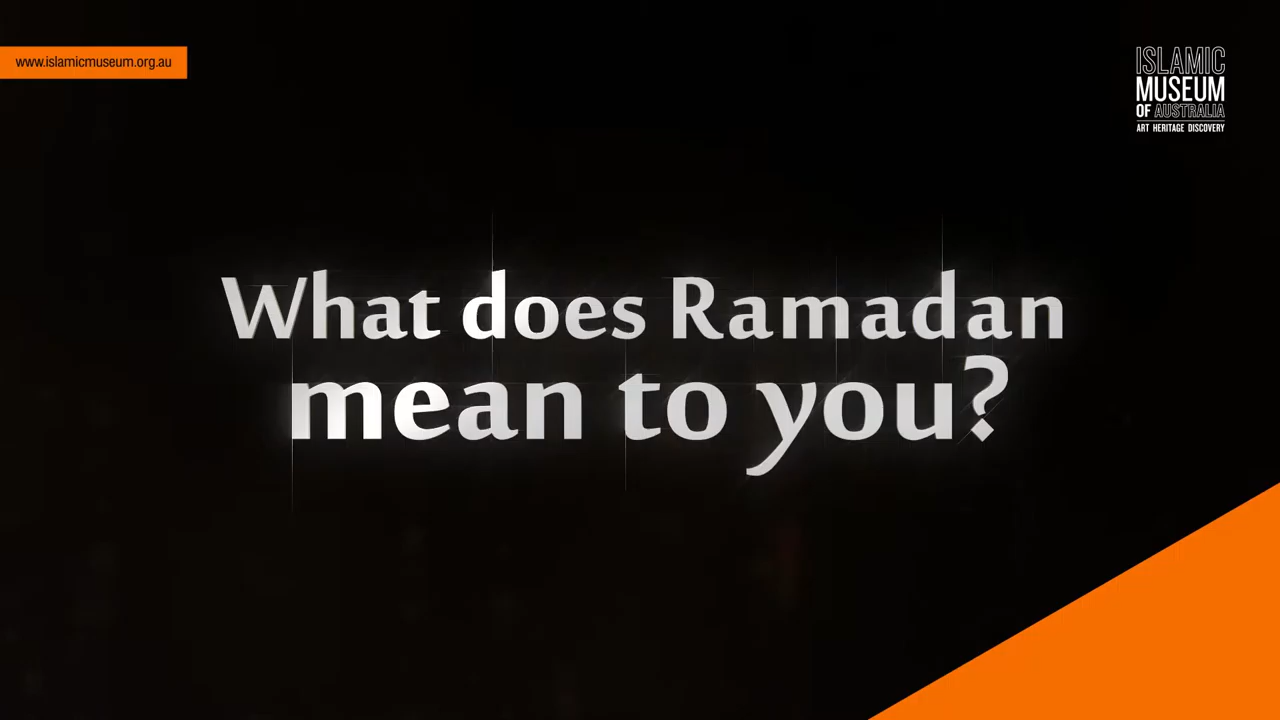 www.islamicmuseum.org.au
ISLAMIC
MUSEUM
OF AUSTRALIA
ART HERITAGE DISCOVERY
What does Ramadan
mean to you?